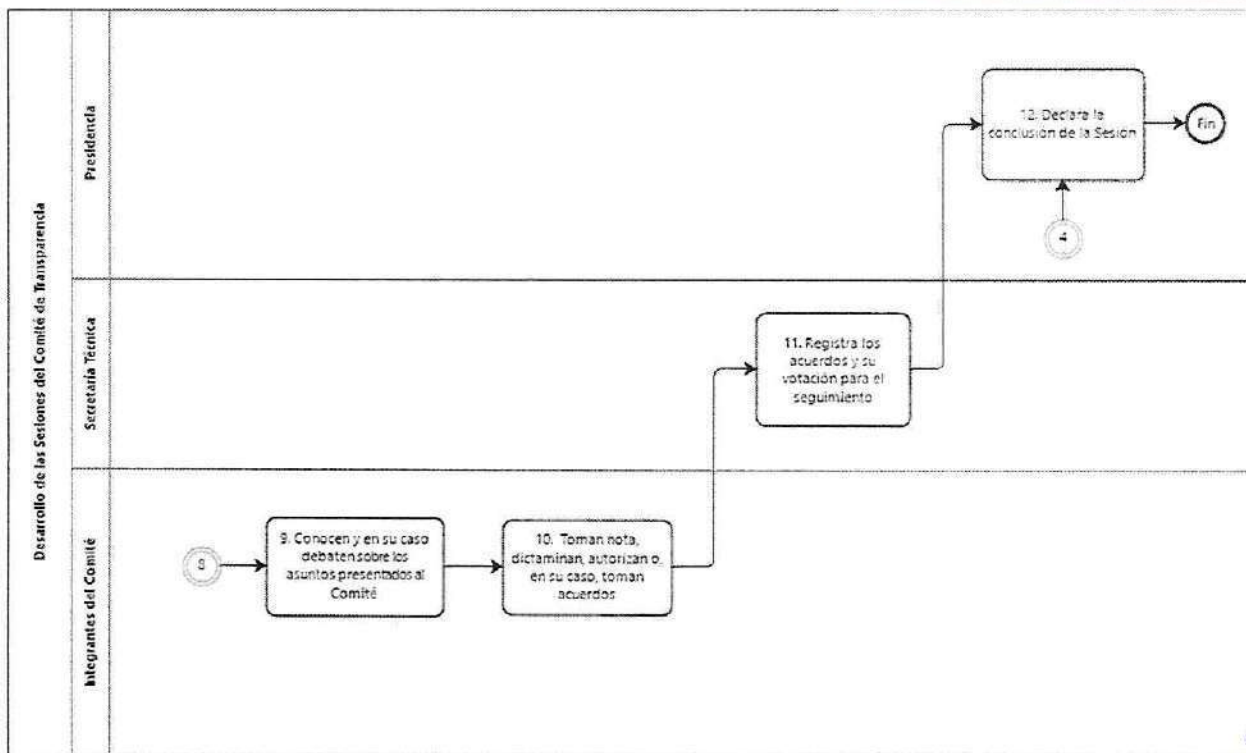 Desarrollo de las Sesiones del Comité de Transparencia
Presidencia
12. Declara la
conclusión de la Sesión
Fin
4
Secretaría Técnica
11. Registra los
acuerdos y su
votación para el
seguimiento
Integrantes del Comité
9. Conocen y en su caso
debaten sobre los
asuntos presentados al
Comité
10. Toman nota,
dictaminan, autorizan o,
en su caso, toman
acuerdos